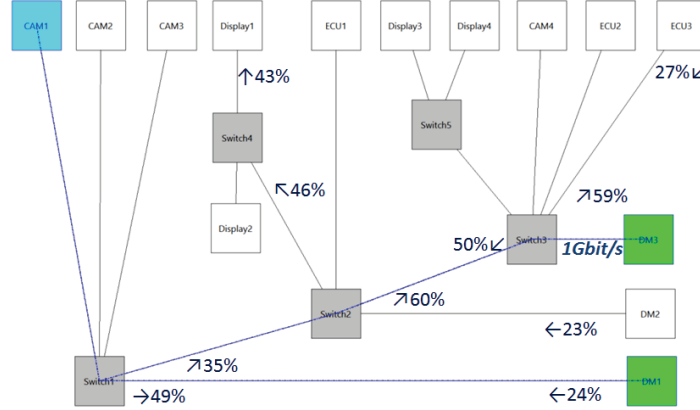 CAM1 CAM2 CAM3 Display1 ECU1 Display3 Display4 CAM4 ECU2 ECU3
↑43% 27%↙
Switch4 Switch5
↖46% ↗59%
Display2 50%↙ Switch3 1Gbit/s DM3
Switch2 ↗60%
←23% DM2
↗35%
Switch1 →49% ←24% DM1